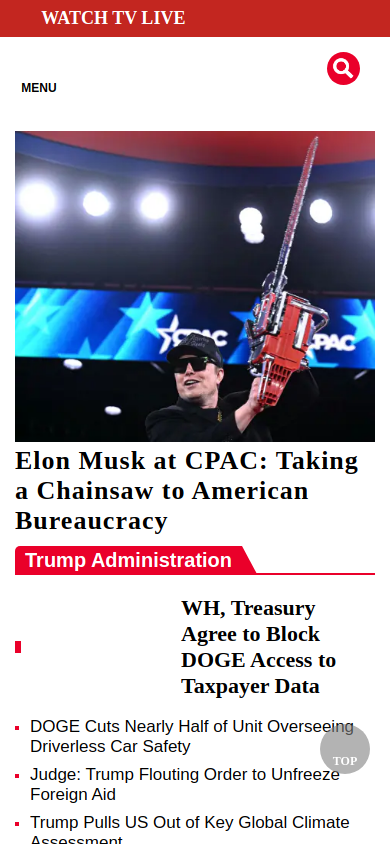 WATCH TV LIVE
MENU
CPAC
CPAC
Elon Musk at CPAC: Taking
a Chainsaw to American
Bureaucracy
Trump Administration
WH, Treasury
Agree to Block
DOGE Access to
Taxpayer Data
DOGE Cuts Nearly Half of Unit Overseeing
Driverless Car Safety
TOP
Judge: Trump Flouting Order to Unfreeze
Foreign Aid
Trump Pulls US Out of Key Global Climate
Assessment